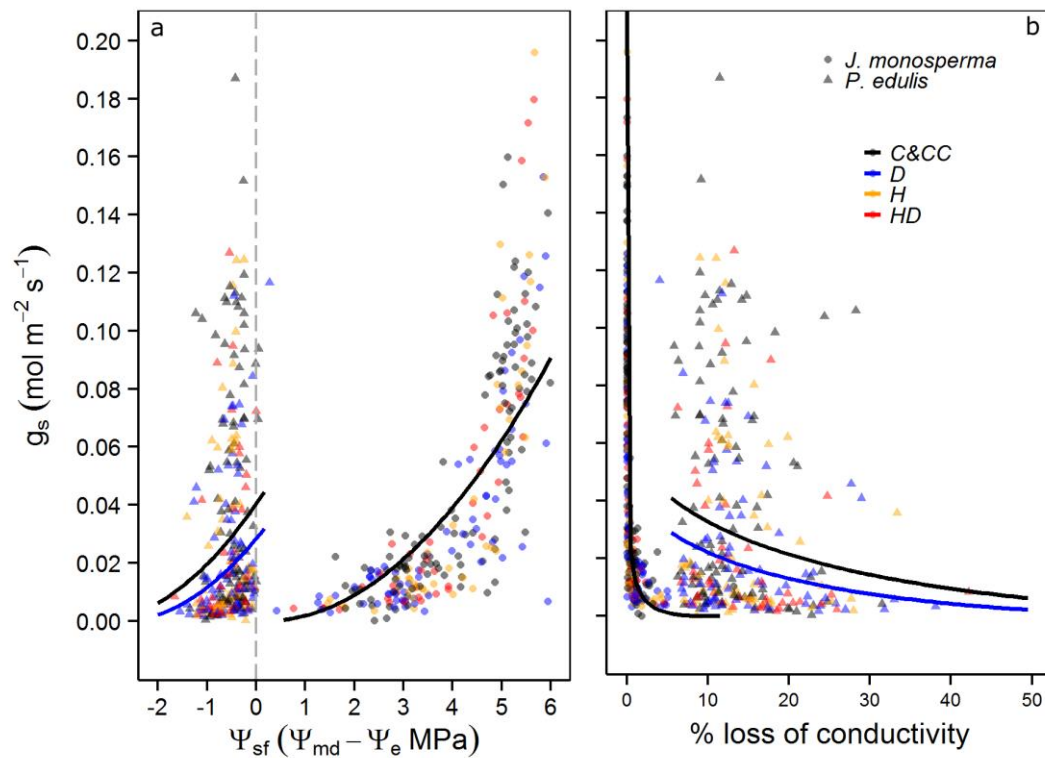 a
b
0.20
0.18
0.16
0.14
0.12
0.10
0.08
0.06
0.04
0.02
0.00
gs (mol m−2 s−1)
-2 -1 0 1 2 3 4 5 6
Ψsf (Ψmd − Ψe MPa)
J. monosperma
P. edulis
C&CC
D
H
HD
0 10 20 30 40 50
% loss of conductivity